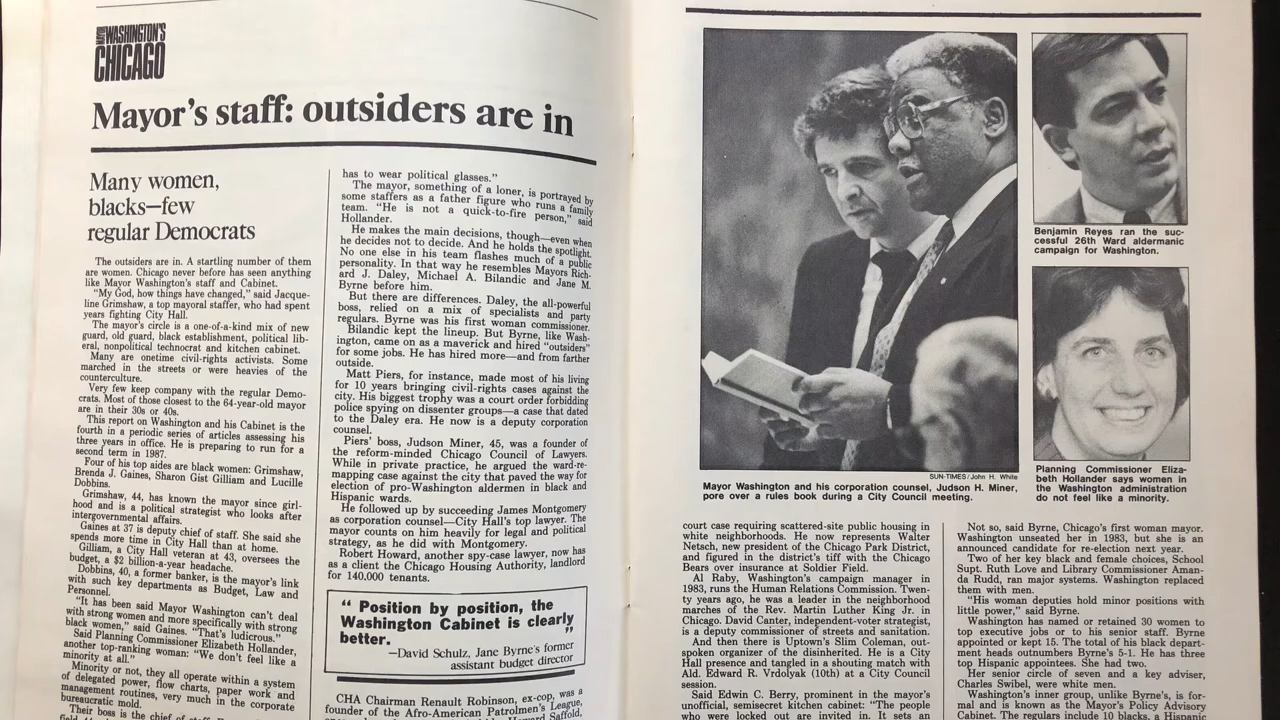 WASHINGTON'S
CHICAGO
Mayor's staff: outsiders are in
Many women,
blacks—few
regular Democrats
The outsiders are in. A startling number of them
are women. Chicago never before has seen anything
like Mayor Washington's staff and Cabinet.
"My God, how things have changed," said Jacque-
line Grimshaw, a top mayoral staffer, who had spent
years fighting City Hall.
The mayor's circle is a one-of-a-kind mix of new
guard, old guard, black establishment, political lib-
eral, nonpolitical technocrat and kitchen cabinet.
Many are onetime civil-rights activists. Some
marched in the streets or were heavies of the
counterculture.
Very few keep company with the regular Demo-
crats. Most of those closest to the 64-year-old mayor
are in their 30s or 40s.
This report on Washington and his Cabinet is the
fourth in a periodic series of articles assessing his
three years in office. He is preparing to run for a
second term in 1987.
Four of his top aides are black women: Grimshaw,
Brenda J. Gaines, Sharon Gist Gilliam and Lucille
Dobbins.
Grimshaw, 44, has known the mayor since girl-
hood and is a political strategist who looks after
intergovernmental affairs.
Gaines at 37 is deputy chief of staff. She said she
spends more time in City Hall than at home.
Gilliam, a City Hall veteran at 43, oversees the
budget, a $2 billion-a-year headache.
Dobbins, 40, a former banker, is the mayor's link
with such key departments as Budget, Law and
Personnel.
"It has been said Mayor Washington can't deal
with strong women and more specifically with strong
black women," said Gaines. "That's ludicrous."
Said Planning Commissioner Elizabeth Hollander,
another top-ranking woman: "We don't feel like a
minority at all."
Minority or not, they all operate within a system
of delegated power, flow charts, paper work and
management routines, very much in the corporate
bureaucratic mold.
Their boss is the chief of staff,
has to wear political glasses."
The mayor, something of a loner, is portrayed by
some staffers as a father figure who runs a family
team. "He is not a quick-to-fire person," said
Hollander.
He makes the main decisions, though—even when
he decides not to decide. And he holds the spotlight.
No one else in his team flashes much of a public
personality. In that way he resembles Mayors Rich-
ard J. Daley, Michael A. Bilandic and Jane M.
Byrne before him.
But there are differences. Daley, the all-powerful
boss, relied on a mix of specialists and party
regulars. Byrne was his first woman commissioner.
Bilandic kept the lineup. But Byrne, like Wash-
ington, came on as a maverick and hired "outsiders"
for some jobs. He has hired more—and from farther
outside.
Matt Piers, for instance, made most of his living
for 10 years bringing civil-rights cases against the
city. His biggest trophy was a court order forbidding
police spying on dissenter groups—a case that dated
to the Daley era. He now is a deputy corporation
counsel.
Piers' boss, Judson Miner, 45, was a founder of
the reform-minded Chicago Council of Lawyers.
While in private practice, he argued the ward-re-
mapping case against the city that paved the way for
election of pro-Washington aldermen in black and
Hispanic wards.
He followed up by succeeding James Montgomery
as corporation counsel—City Hall's top lawyer. The
mayor counts on him heavily for legal and political
strategy, as he did with Montgomery.
Robert Howard, another spy-case lawyer, now has
as a client the Chicago Housing Authority, landlord
for 140,000 tenants.
" Position by position, the
Washington Cabinet is clearly
better. "
—David Schulz, Jane Byrne's former
assistant budget director
CHA Chairman Renault Robinson, ex-cop, was a
founder of the Afro-American Patrolmen's League,
Howard Saffold,
SUN-TIMES/John H. White
Mayor Washington and his corporation counsel, Judson H. Miner,
pore over a rules book during a City Council meeting.
Benjamin Reyes ran the suc-
cessful 26th Ward aldermanic
campaign for Washington.
Planning Commissioner Eliza-
beth Hollander says women in
the Washington administration
do not feel like a minority.
court case requiring scattered-site public housing in
white neighborhoods. He now represents Walter
Netsch, new president of the Chicago Park District,
and figured in the district's tiff with the Chicago
Bears over insurance at Soldier Field.
Al Raby, Washington's campaign manager in
1983, runs the Human Relations Commission. Twen-
ty years ago, he was a leader in the neighborhood
marches of the Rev. Martin Luther King Jr. in
Chicago. David Canter, independent-voter strategist,
is a deputy commissioner of streets and sanitation.
And then there is Uptown's Slim Coleman, out-
spoken organizer of the disinherited. He is a City
Hall presence and tangled in a shouting match with
Ald. Edward R. Vrdolyak (10th) at a City Council
session.
Said Edwin C. Berry, prominent in the mayor's
unofficial, semisecret kitchen cabinet: "The people
who were locked out are invited in. It sets an
Not so, said Byrne, Chicago's first woman mayor.
Washington unseated her in 1983, but she is an
announced candidate for re-election next year.
Two of her key black and female choices, School
Supt. Ruth Love and Library Commissioner Aman-
da Rudd, ran major systems. Washington replaced
them with men.
"His woman deputies hold minor positions with
little power," said Byrne.
Washington has named or retained 30 women to
top executive jobs or to his senior staff. Byrne
appointed or kept 15. The total of his black depart-
ment heads outnumbers Byrne's 5-1. He has three
top Hispanic appointees. She had two.
Her senior circle of seven and a key adviser,
Charles Swibel, were white men.
Washington's inner group, unlike Byrne's, is for-
mal and is known as the Mayor's Policy Advisory
Cabinet. The regulars include 10 blacks, a Hispanic